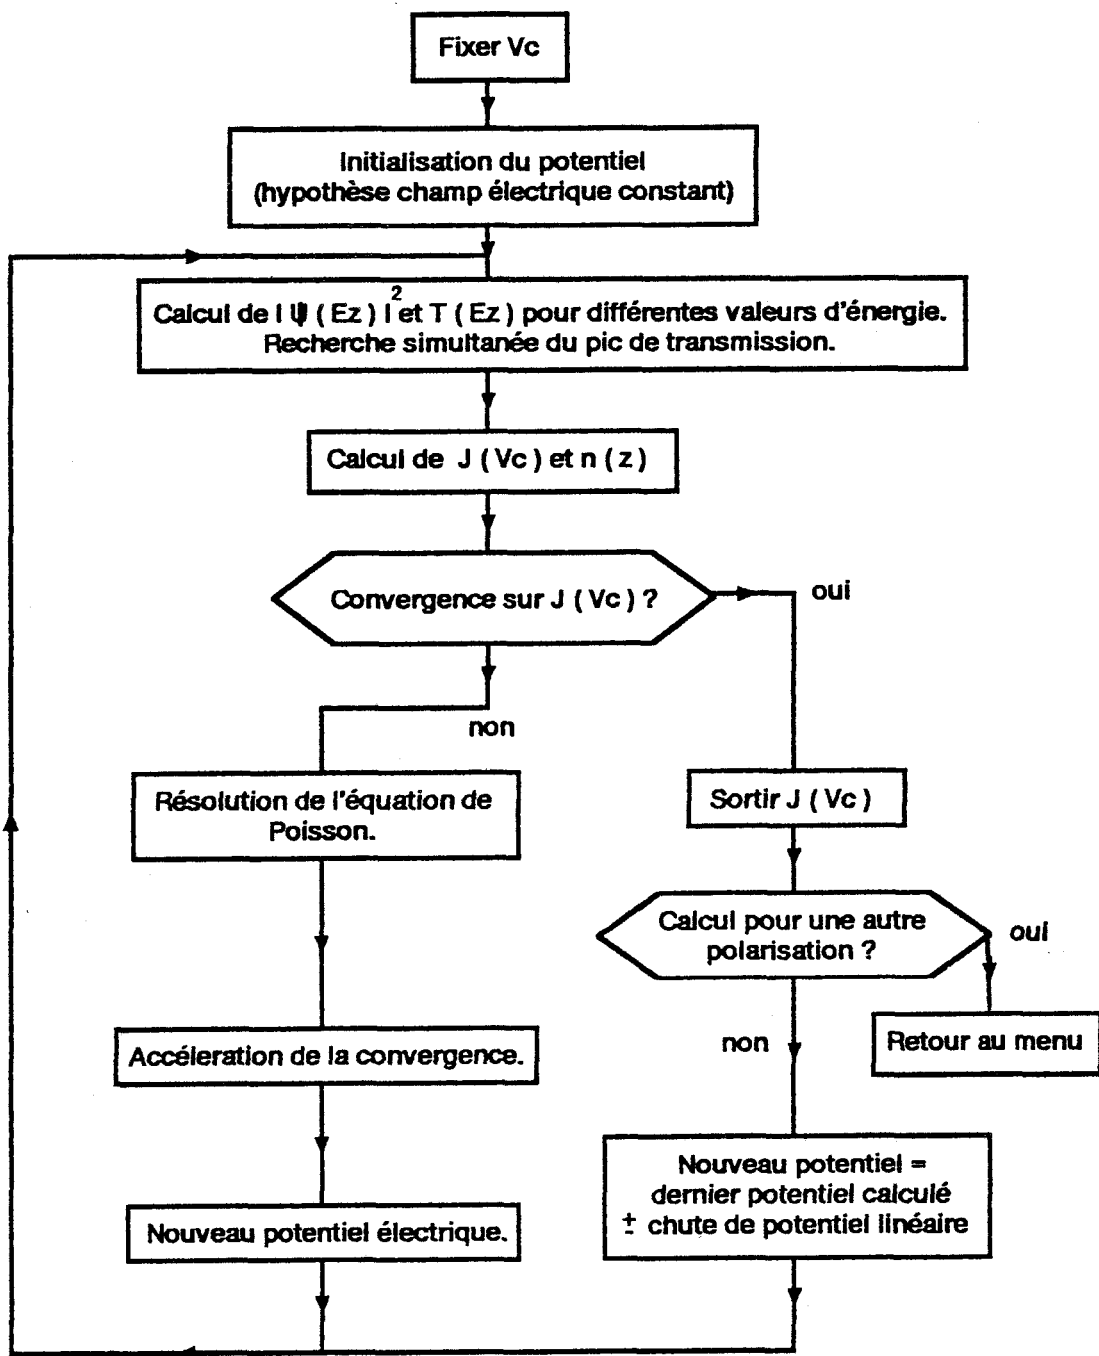 Fixer Vc
Initialisation du potentiel
(hypothèse champ électrique constant)
Calcul de | ψ ( Ez ) |² et T ( Ez ) pour différentes valeurs d'énergie.
Recherche simultanée du pic de transmission.
Calcul de J ( Vc ) et n ( z )
Convergence sur J ( Vc ) ?
oui
non
Résolution de l'équation de
Poisson.
Sortir J ( Vc )
Calcul pour une autre
polarisation ?
oui
non
Retour au menu
Accéleration de la convergence.
Nouveau potentiel =
dernier potentiel calculé
± chute de potentiel linéaire
Nouveau potentiel électrique.